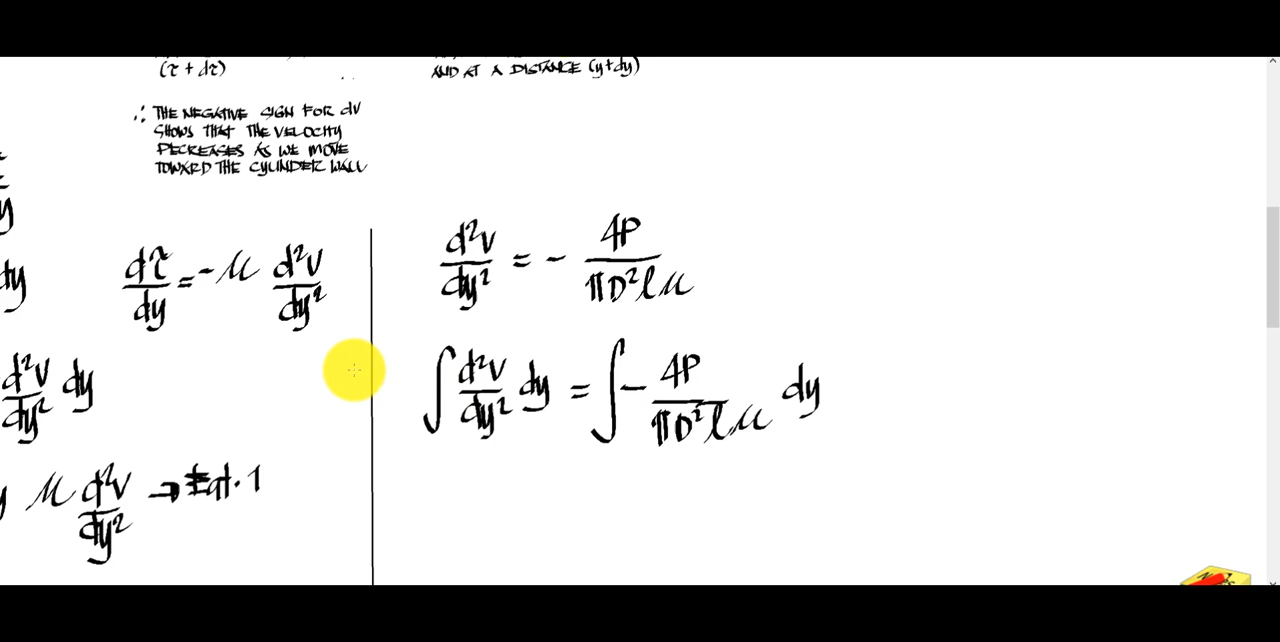 (τ + dτ)
AND AT A DISTANCE (y+dy)
∴ THE NEGATIVE SIGN FOR dV
SHOWS THAT THE VELOCITY
DECREASES AS WE MOVE
TOWARD THE CYLINDER WALL
y
dy
dτ/dy = -μ d²V/dy²
d²V/dy² = - 4P/πD²lμ
d²V/dy² dy
∫ d²V/dy² dy = ∫ - 4P/πD²lμ dy
μ d²V/dy² → Eqt. 1